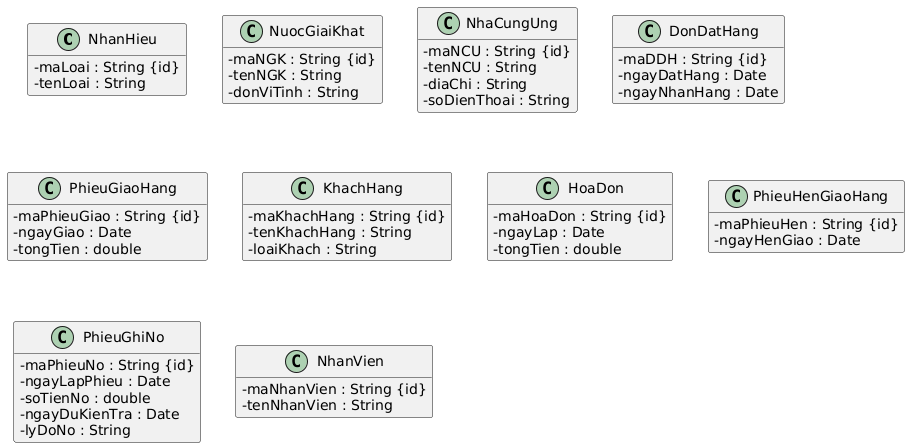 C NhanHieu
-maLoai : String {id}
-tenLoai : String
C NuocGiaiKhat
-maNGK : String {id}
-tenNGK : String
-donViTinh : String
C NhaCungUng
-maNCU : String {id}
-tenNCU : String
-diaChi : String
-soDienThoai : String
C DonDatHang
-maDDH : String {id}
-ngayDatHang : Date
-ngayNhanHang : Date
C PhieuGiaoHang
-maPhieuGiao : String {id}
-ngayGiao : Date
-tongTien : double
C KhachHang
-maKhachHang : String {id}
-tenKhachHang : String
-loaiKhach : String
C HoaDon
-maHoaDon : String {id}
-ngayLap : Date
-tongTien : double
C PhieuHenGiaoHang
-maPhieuHen : String {id}
-ngayHenGiao : Date
C PhieuGhiNo
-maPhieuNo : String {id}
-ngayLapPhieu : Date
-soTienNo : double
-ngayDuKienTra : Date
-lyDoNo : String
C NhanVien
-maNhanVien : String {id}
-tenNhanVien : String